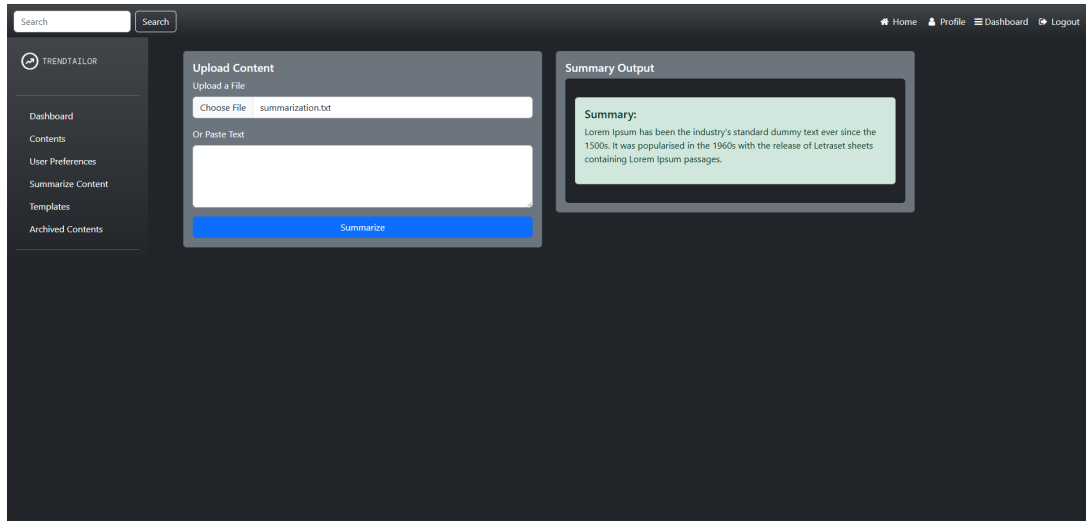 Search
Search
Home
Profile
Dashboard
Logout
TRENDTAILOR
Dashboard
Contents
User Preferences
Summarize Content
Templates
Archived Contents
Upload Content
Upload a File
Choose File summarization.txt
Or Paste Text
Summarize
Summary Output
Summary:
Lorem Ipsum has been the industry's standard dummy text ever since the
1500s. It was popularised in the 1960s with the release of Letraset sheets
containing Lorem Ipsum passages.